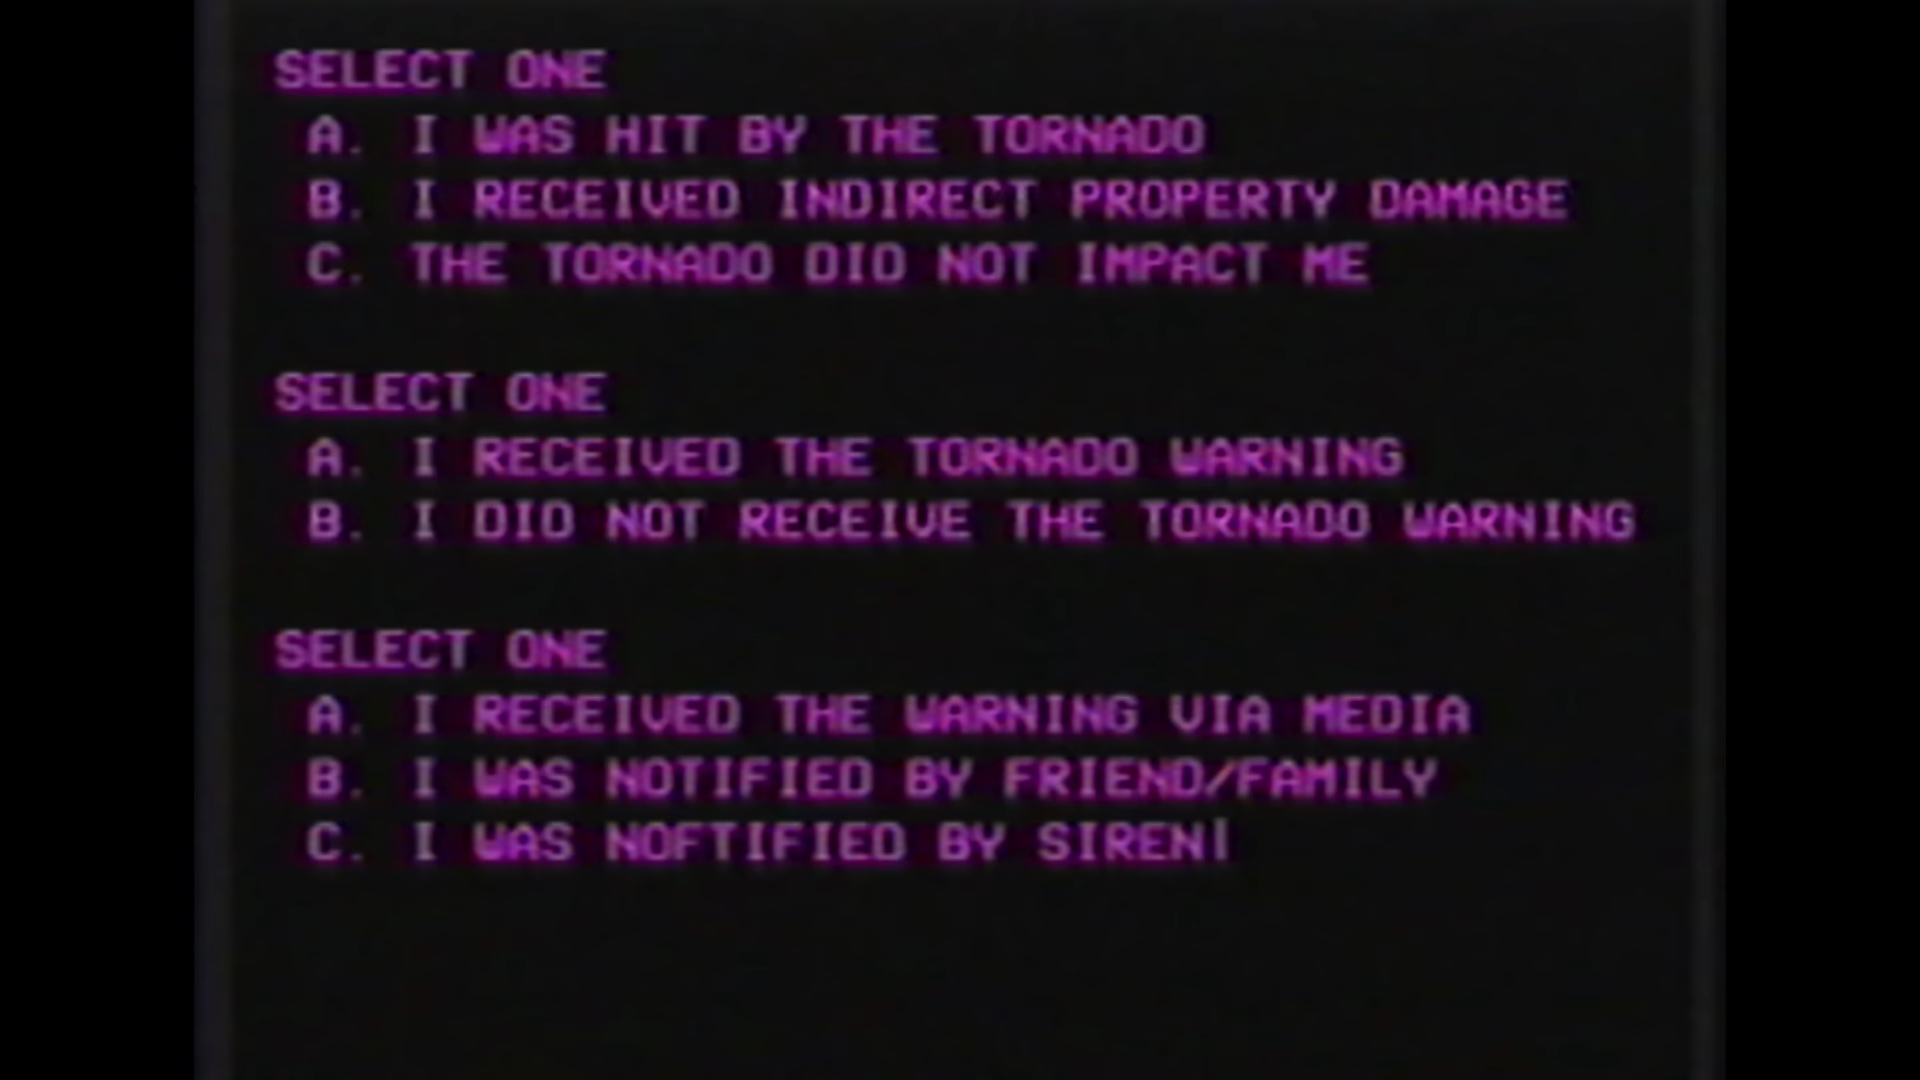 SELECT ONE
A. I WAS HIT BY THE TORNADO
B. I RECEIVED INDIRECT PROPERTY DAMAGE
C. THE TORNADO DID NOT IMPACT ME
SELECT ONE
A. I RECEIVED THE TORNADO WARNING
B. I DID NOT RECEIVE THE TORNADO WARNING
SELECT ONE
A. I RECEIVED THE WARNING VIA MEDIA
B. I WAS NOTIFIED BY FRIEND/FAMILY
C. I WAS NOFTIFIED BY SIREN|